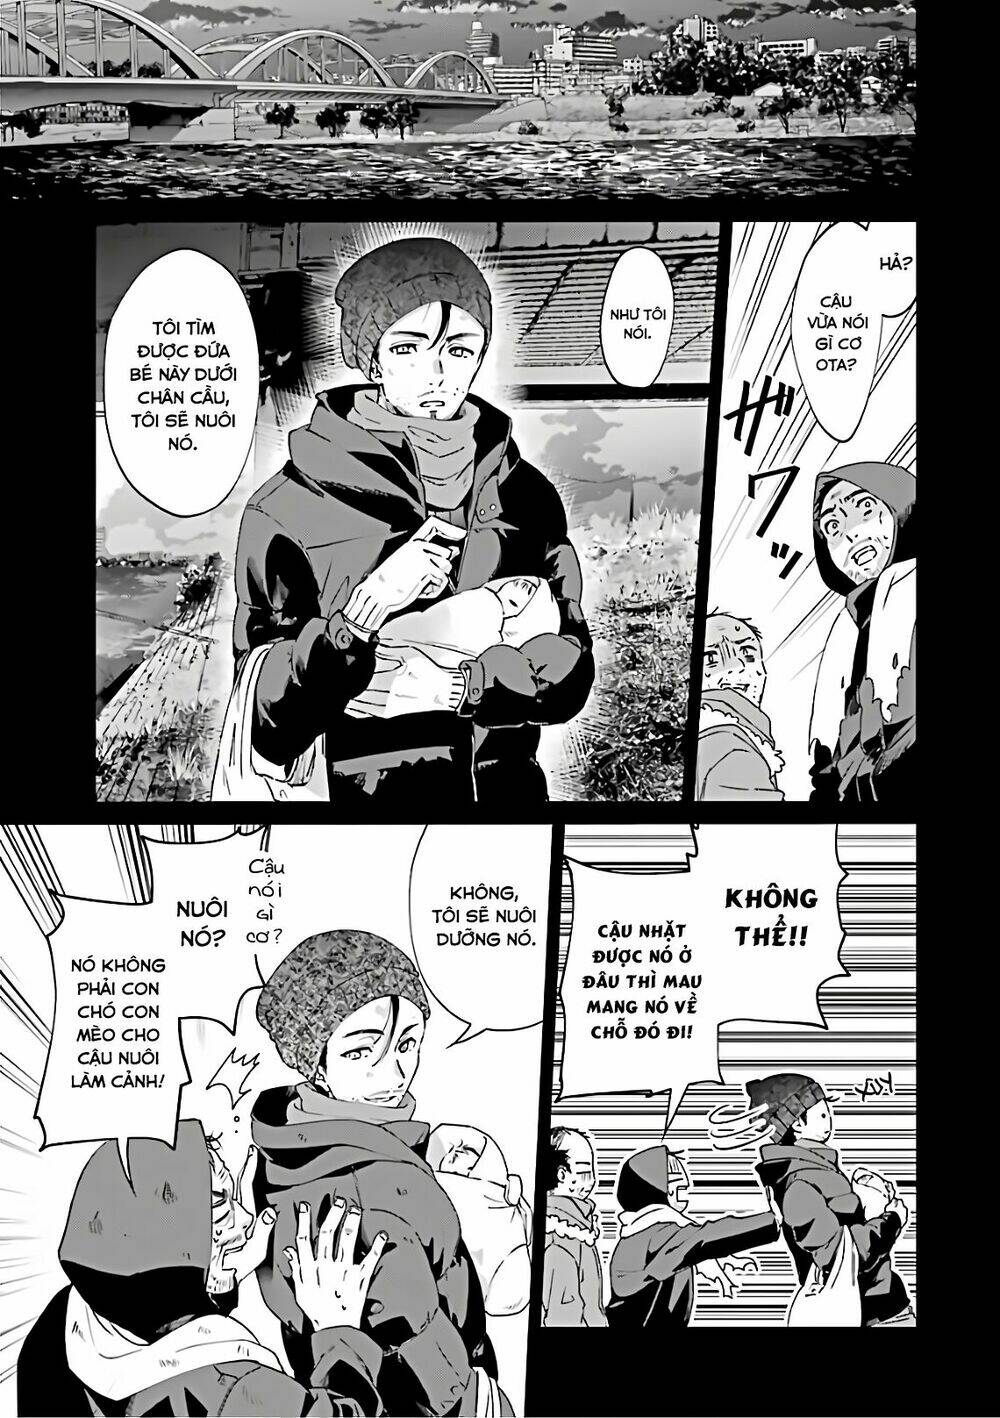 HẢ?
CẬU
VỪA NÓI
GÌ CƠ
OTA?
NHƯ TÔI
NÓI.
TÔI TÌM
ĐƯỢC ĐỨA
BÉ NÀY DƯỚI
CHÂN CẦU,
TÔI SẼ NUÔI
NÓ.
KHÔNG
THỂ!!
CẬU NHẶT
ĐƯỢC NÓ Ở
ĐÂU THÌ MAU
MANG NÓ VỀ
CHỖ ĐÓ ĐI!
KHÔNG,
TÔI SẼ NUÔI
DƯỠNG NÓ.
Cậu
nói
gì
cơ?
NUÔI
NÓ?
NÓ KHÔNG
PHẢI CON
CHÓ CON
MÈO CHO
CẬU NUÔI
LÀM CẢNH!